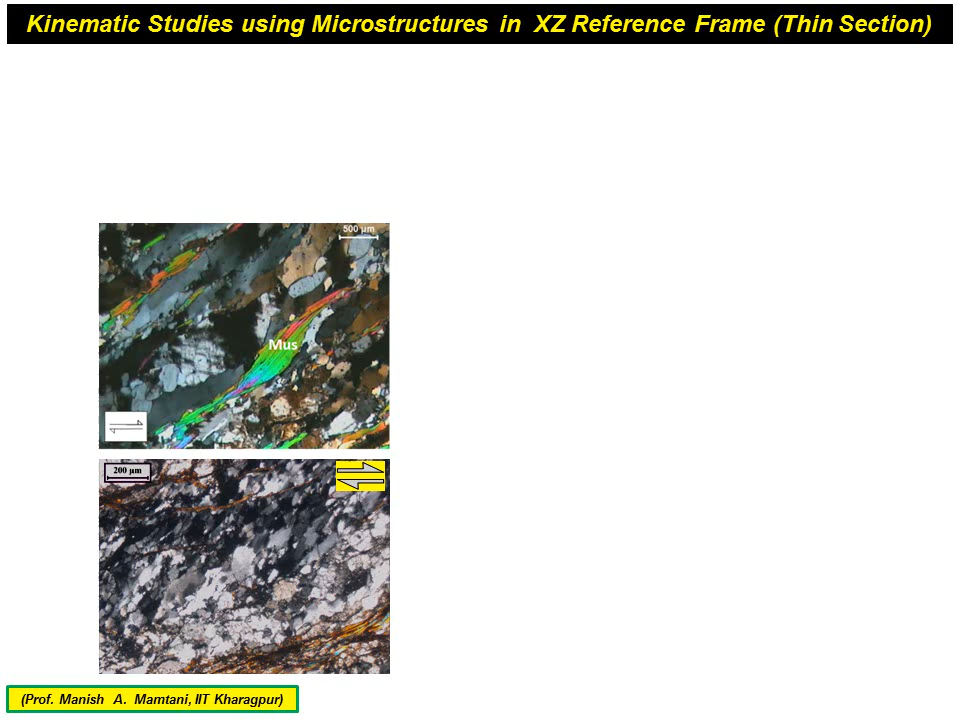 Kinematic Studies using Microstructures in XZ Reference Frame (Thin Section)
500 µm
Mus
200 µm
(Prof. Manish A. Mamtani, IIT Kharagpur)